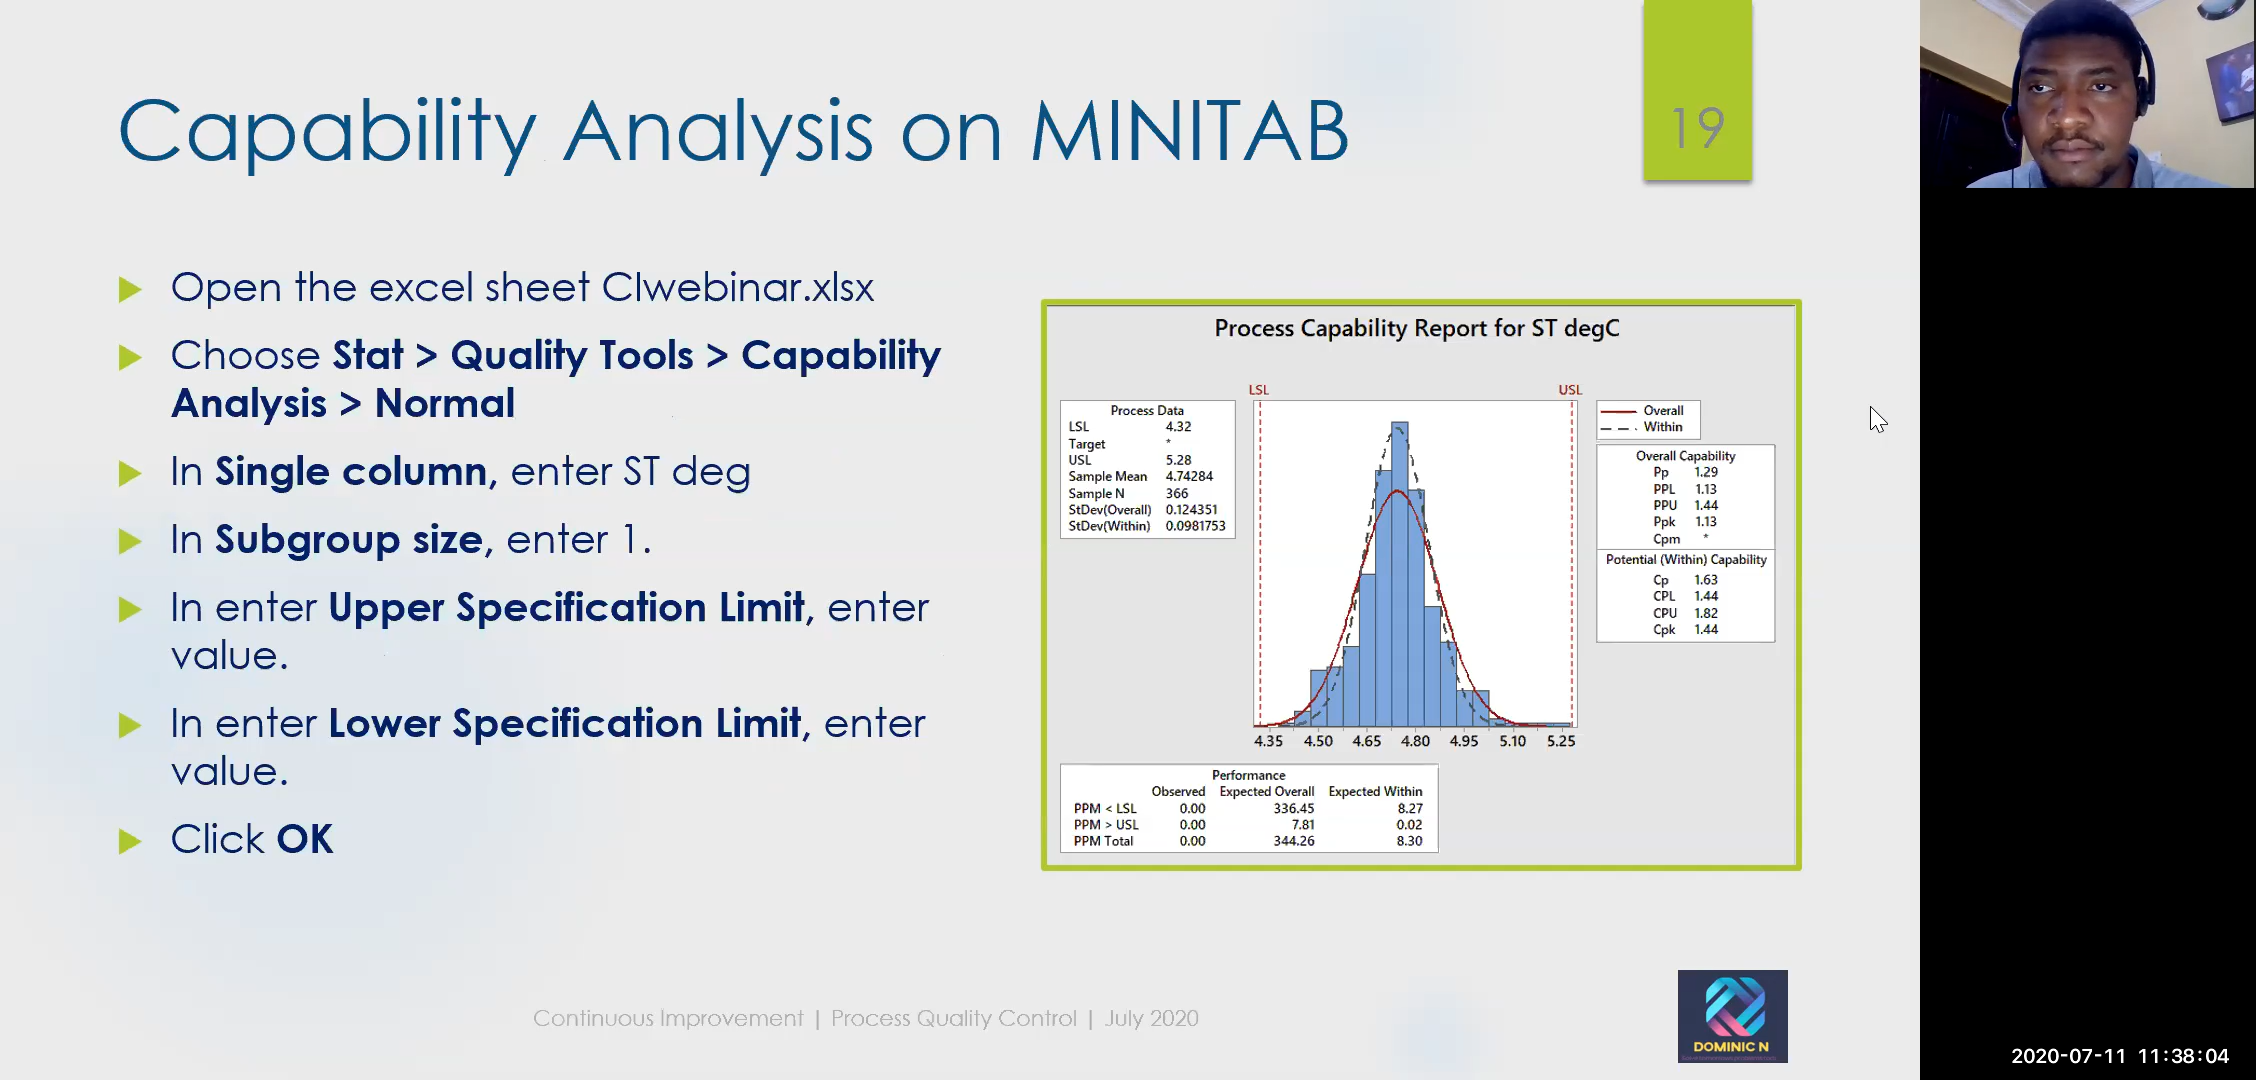 Capability Analysis on MINITAB
19
Open the excel sheet CIwebinar.xlsx
Choose Stat > Quality Tools > Capability
Analysis > Normal
In Single column, enter ST deg
In Subgroup size, enter 1.
In enter Upper Specification Limit, enter
value.
In enter Lower Specification Limit, enter
value.
Click OK
Process Capability Report for ST degC
LSL USL
Process Data
LSL 4.32
Target *
USL 5.28
Sample Mean 4.74284
Sample N 366
StDev(Overall) 0.124351
StDev(Within) 0.0981753
Overall
Within
Overall Capability
Pp 1.29
PPL 1.13
PPU 1.44
Ppk 1.13
Cpm *
Potential (Within) Capability
Cp 1.63
CPL 1.44
CPU 1.82
Cpk 1.44
4.35 4.50 4.65 4.80 4.95 5.10 5.25
Performance
Observed Expected Overall Expected Within
PPM < LSL 0.00 336.45 8.27
PPM > USL 0.00 7.81 0.02
PPM Total 0.00 344.26 8.30
Continuous Improvement | Process Quality Control | July 2020
DOMINIC N
2020-07-11 11:38:04